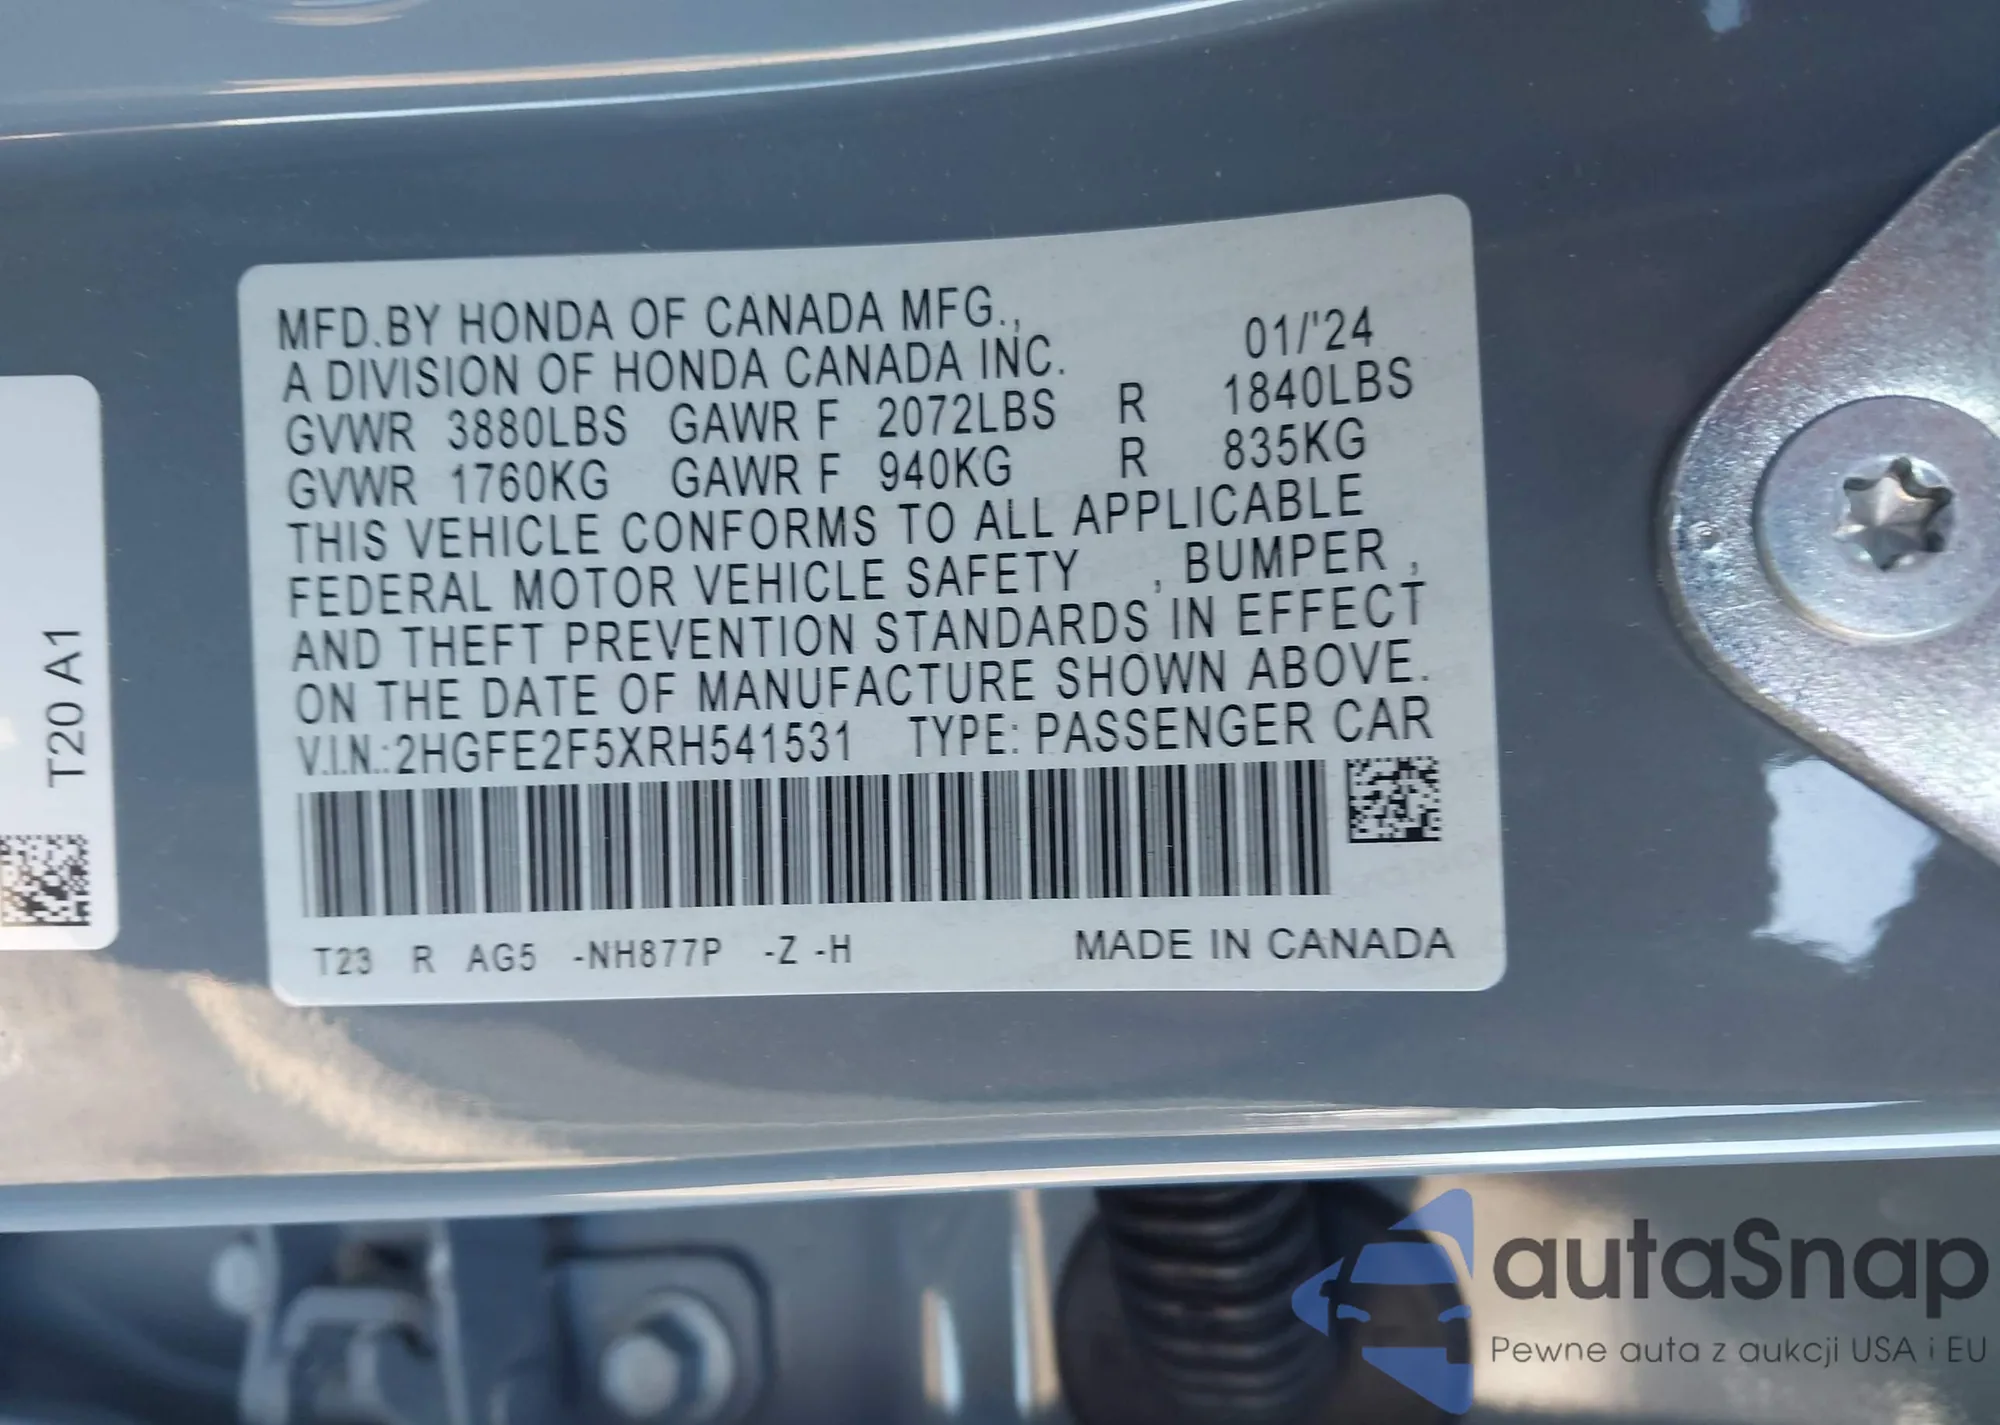 MFD.BY HONDA OF CANADA MFG.,
A DIVISION OF HONDA CANADA INC. 01/'24
GVWR 3880LBS GAWR F 2072LBS R 1840LBS
GVWR 1760KG GAWR F 940KG R 835KG
THIS VEHICLE CONFORMS TO ALL APPLICABLE
FEDERAL MOTOR VEHICLE SAFETY , BUMPER ,
AND THEFT PREVENTION STANDARDS IN EFFECT
ON THE DATE OF MANUFACTURE SHOWN ABOVE.
V.I.N.:2HGFE2F5XRH541531 TYPE: PASSENGER CAR
T23 R AG5 -NH877P -Z -H MADE IN CANADA
T20 A1
autaSnap
Pewne auta z aukcji USA i EU